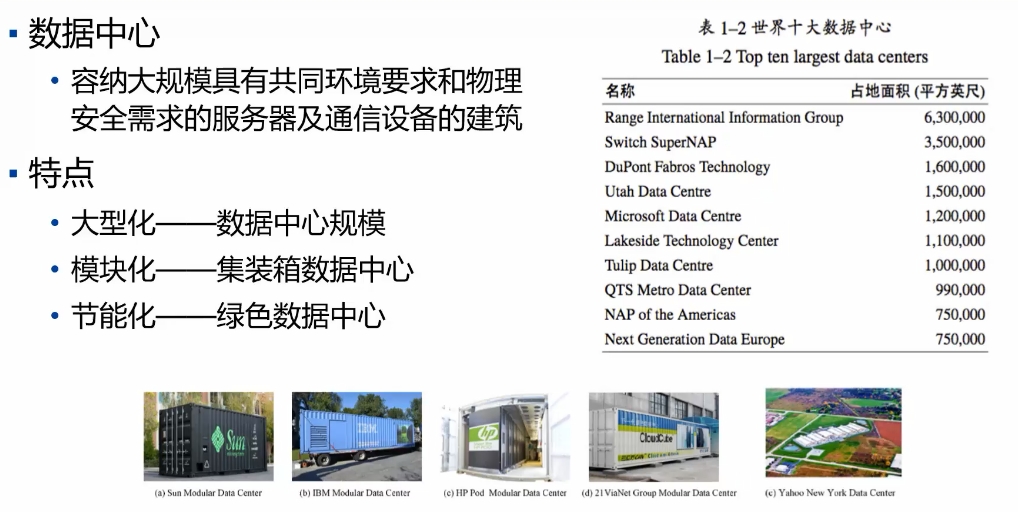 数据中心
容纳大规模具有共同环境要求和物理
安全需求的服务器及通信设备的建筑
特点
大型化——数据中心规模
模块化——集装箱数据中心
节能化——绿色数据中心
表 1–2 世界十大数据中心
Table 1–2 Top ten largest data centers
名称 占地面积 (平方英尺)
Range International Information Group 6,300,000
Switch SuperNAP 3,500,000
DuPont Fabros Technology 1,600,000
Utah Data Centre 1,500,000
Microsoft Data Centre 1,200,000
Lakeside Technology Center 1,100,000
Tulip Data Centre 1,000,000
QTS Metro Data Center 990,000
NAP of the Americas 750,000
Next Generation Data Europe 750,000
Sun
IBM
hp
CloudCube
(a) Sun Modular Data Center
(b) IBM Modular Data Center
(c) HP Pod Modular Data Center
(d) 21ViaNet Group Modular Data Center
(e) Yahoo New York Data Center